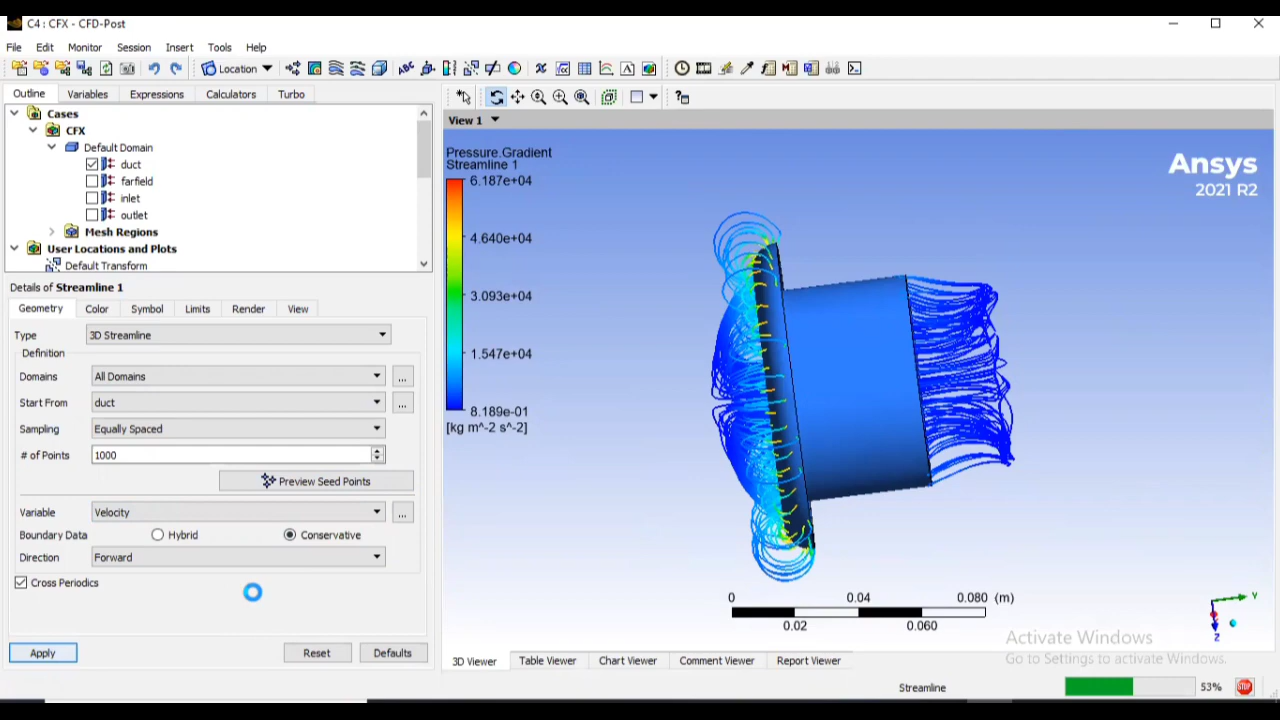 C4 : CFX - CFD-Post
File Edit Monitor Session Insert Tools Help
Location
Outline Variables Expressions Calculators Turbo
Cases
CFX
Default Domain
duct
farfield
inlet
outlet
Mesh Regions
User Locations and Plots
Default Transform
Details of Streamline 1
Geometry Color Symbol Limits Render View
Type 3D Streamline
Definition
Domains All Domains ...
Start From duct ...
Sampling Equally Spaced
# of Points 1000
Preview Seed Points
Variable Velocity ...
Boundary Data Hybrid Conservative
Direction Forward
Cross Periodics
Apply Reset Defaults
View 1
Pressure.Gradient
Streamline 1
6.187e+04
4.640e+04
3.093e+04
1.547e+04
8.189e-01
[kg m^-2 s^-2]
Ansys
2021 R2
0 0.04 0.080 (m)
0.02 0.060
Y
Z
Activate Windows
Go to Settings to activate Windows.
3D Viewer Table Viewer Chart Viewer Comment Viewer Report Viewer
Streamline 53% STOP